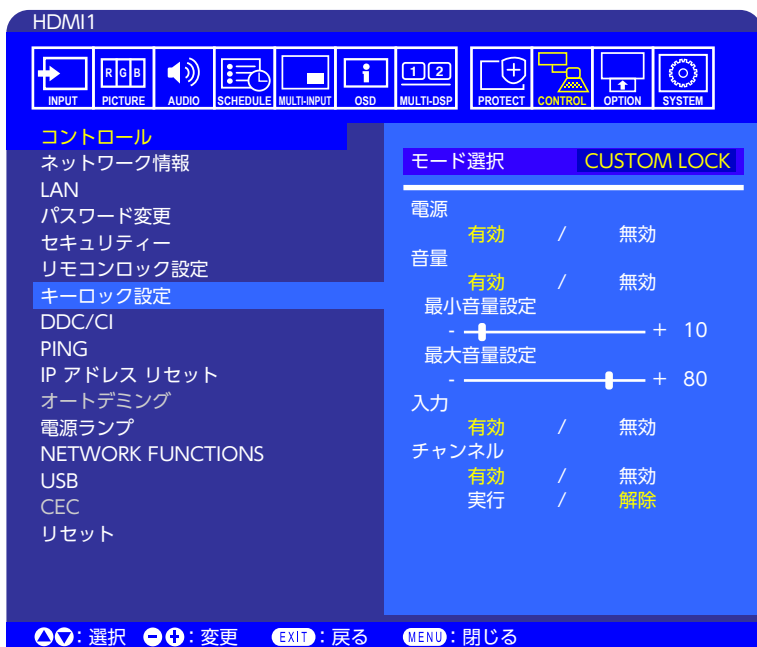 HDMI1
R G B
1 2
INPUT PICTURE AUDIO SCHEDULE MULTI-INPUT OSD MULTI-DSP PROTECT CONTROL OPTION SYSTEM
コントロール
ネットワーク情報
LAN
パスワード変更
セキュリティー
リモコンロック設定
キーロック設定
DDC/CI
PING
IP アドレス リセット
オートデミング
電源ランプ
NETWORK FUNCTIONS
USB
CEC
リセット
モード選択 CUSTOM LOCK
電源
有効 / 無効
音量
有効 / 無効
最小音量設定
- + 10
最大音量設定
- + 80
入力
有効 / 無効
チャンネル
有効 / 無効
実行 / 解除
: 選択 : 変更 EXIT : 戻る MENU : 閉じる